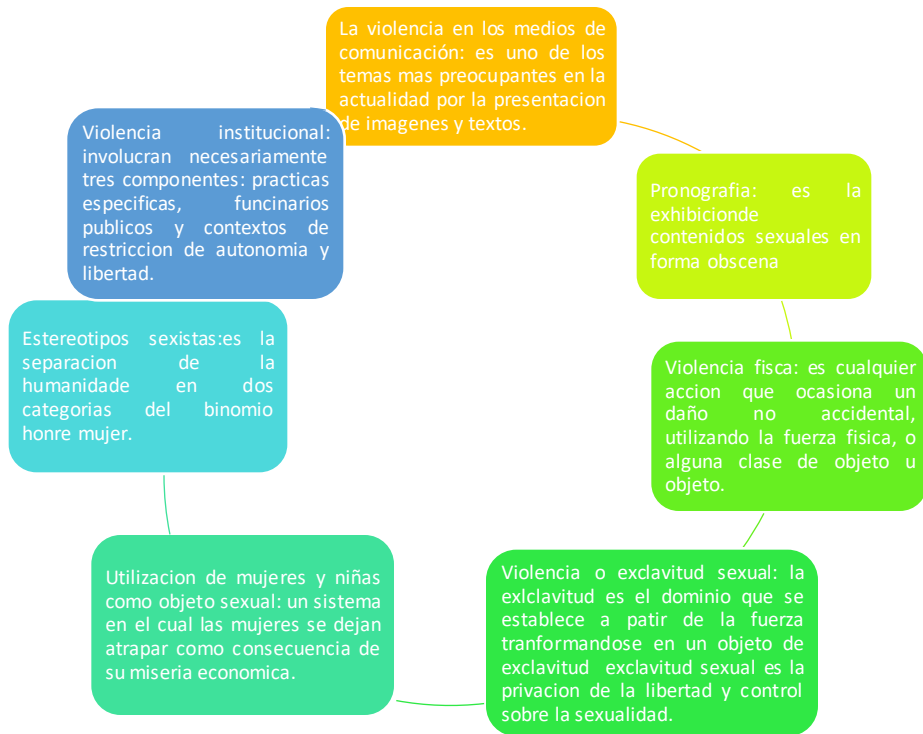 La violencia en los medios de
comunicación: es uno de los
temas mas preocupantes en la
actualidad por la presentacion
de imagenes y textos.
Pronografia: es la
exhibicionde
contenidos sexuales en
forma obscena
Violencia fisca: es cualquier
accion que ocasiona un
daño no accidental,
utilizando la fuerza fisica, o
alguna clase de objeto u
objeto.
Violencia o exclavitud sexual: la
exlclavitud es el dominio que se
establece a patir de la fuerza
tranformandose en un objeto de
exclavitud exclavitud sexual es la
privacion de la libertad y control
sobre la sexualidad.
Utilizacion de mujeres y niñas
como objeto sexual: un sistema
en el cual las mujeres se dejan
atrapar como consecuencia de
su miseria economica.
Estereotipos sexistas:es la
separacion de la
humanidade en dos
categorias del binomio
honre mujer.
Violencia institucional:
involucran necesariamente
tres componentes: practicas
especificas, funcinarios
publicos y contextos de
restriccion de autonomia y
libertad.